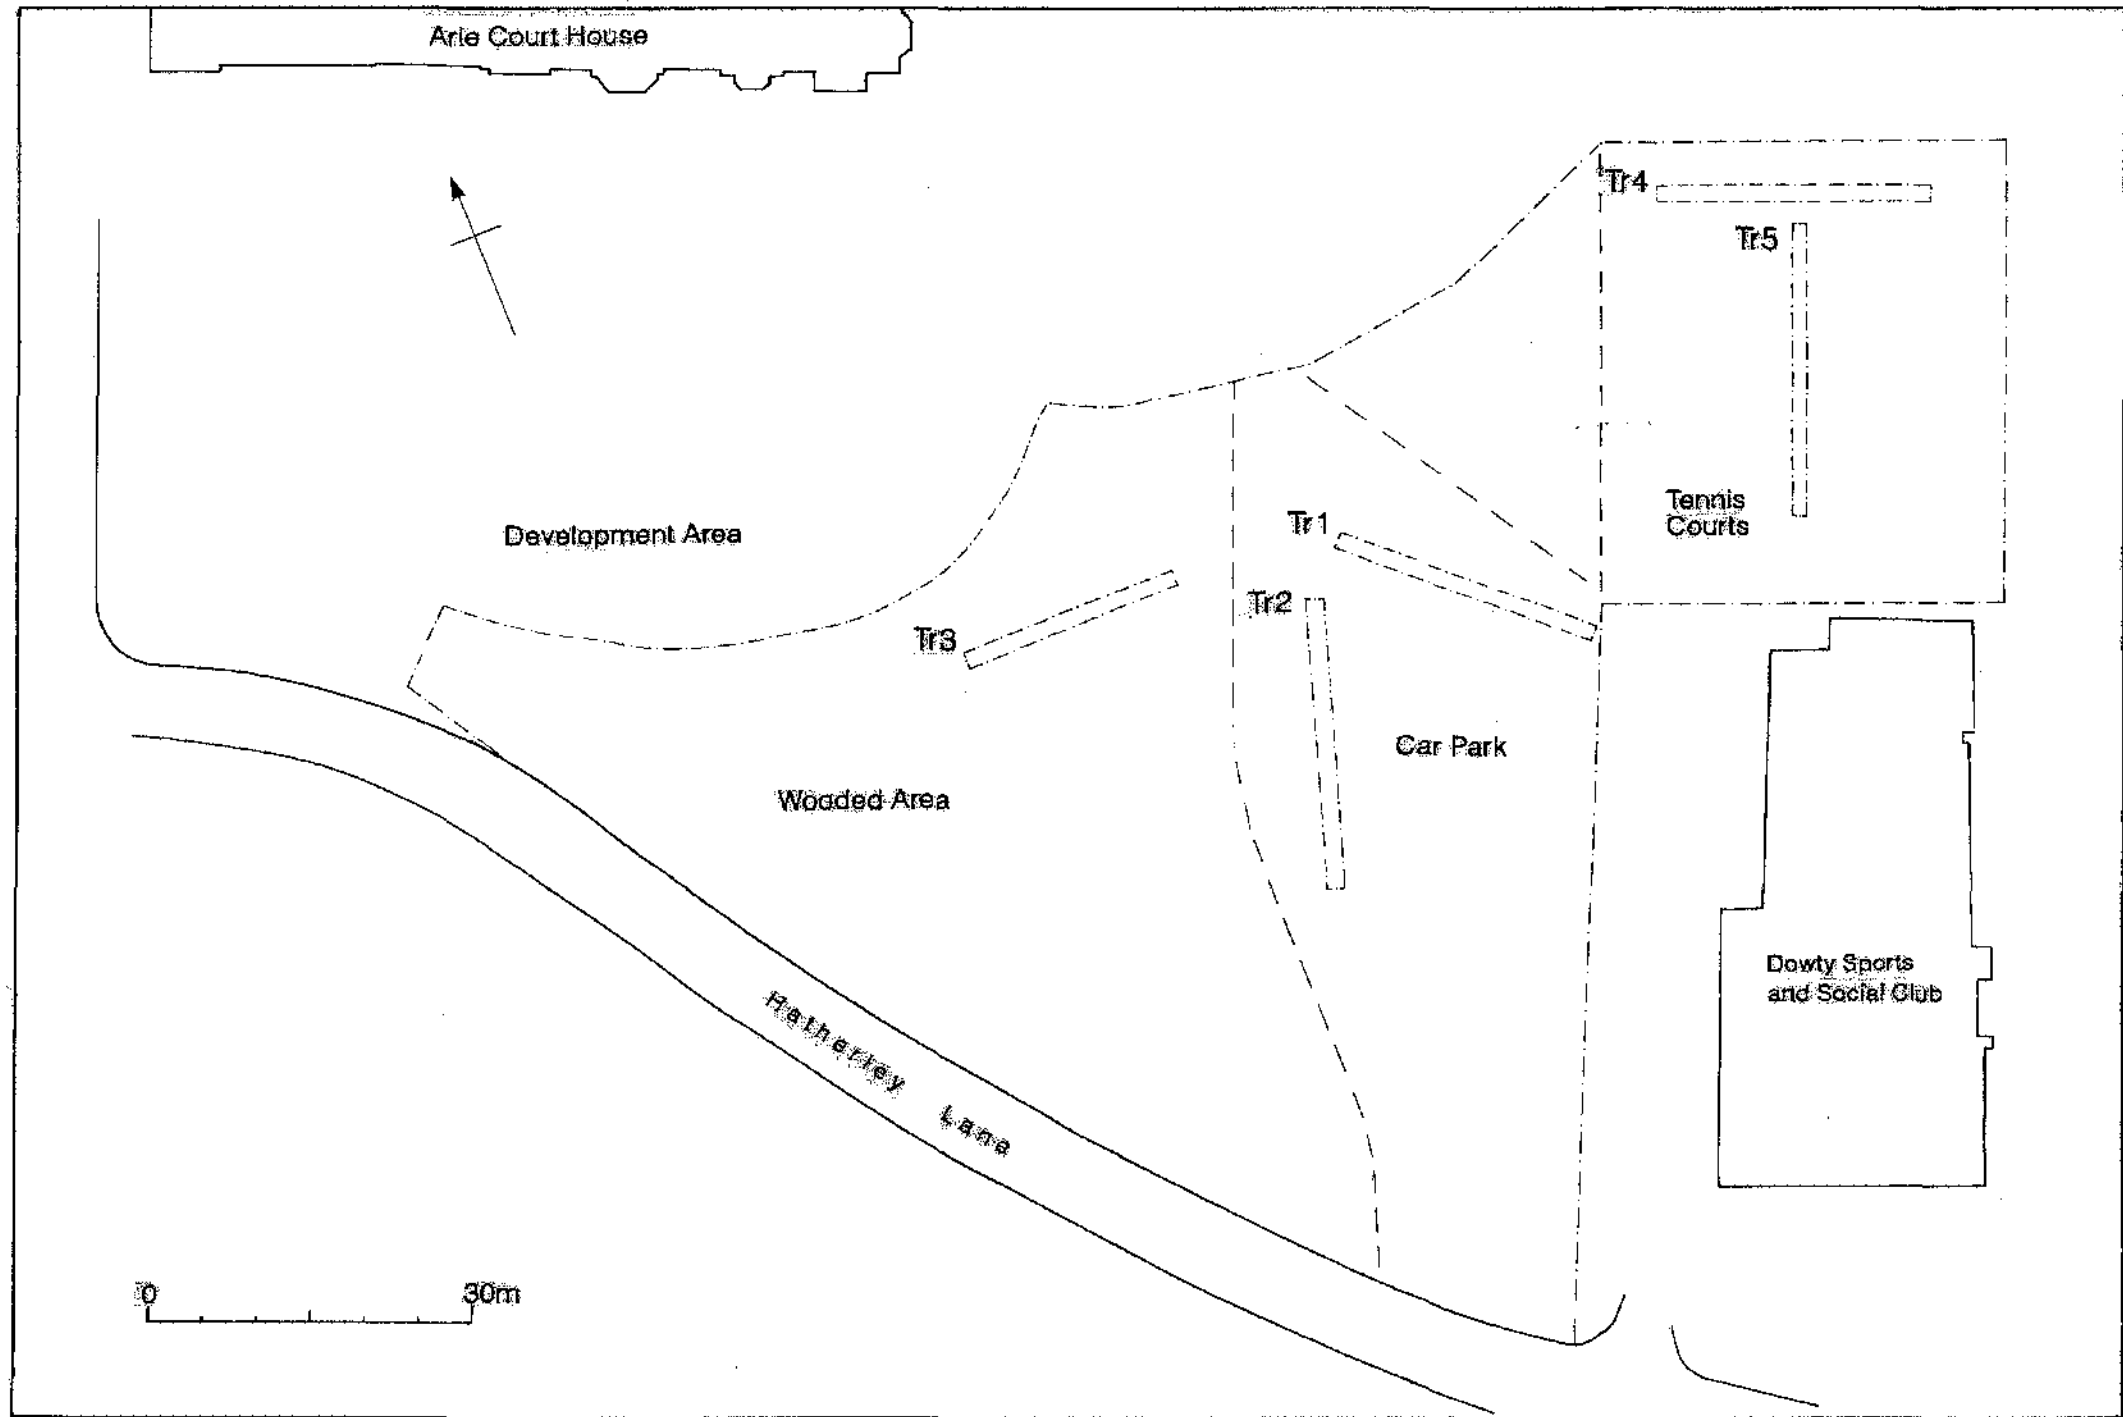 Arle Court House
Tr4
Tr5
Tennis
Courts
Tr1
Development Area
Tr2
Tr3
Car Park
Wooded Area
Dowty Sports
and Social Club
Hatherley Lane
0 30m